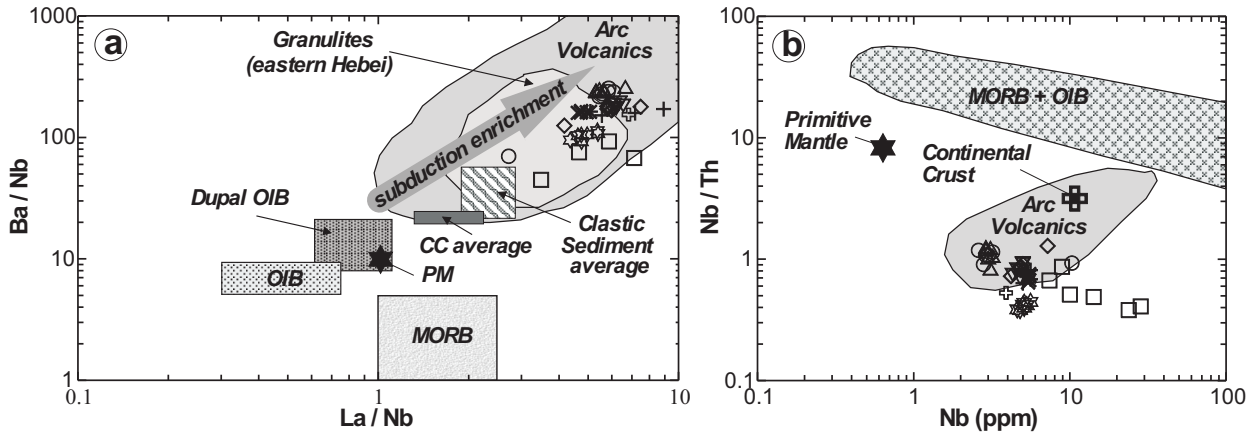 a
Ba / Nb
1000
100
10
1
Granulites
(eastern Hebei)
Arc
Volcanics
subduction enrichment
Dupal OIB
OIB
PM
CC average
Clastic
Sediment
average
MORB
0.1
1
10
La / Nb
b
Nb / Th
100
10
1
0.1
MORB + OIB
Primitive
Mantle
Continental
Crust
Arc
Volcanics
0.1
1
10
100
Nb (ppm)